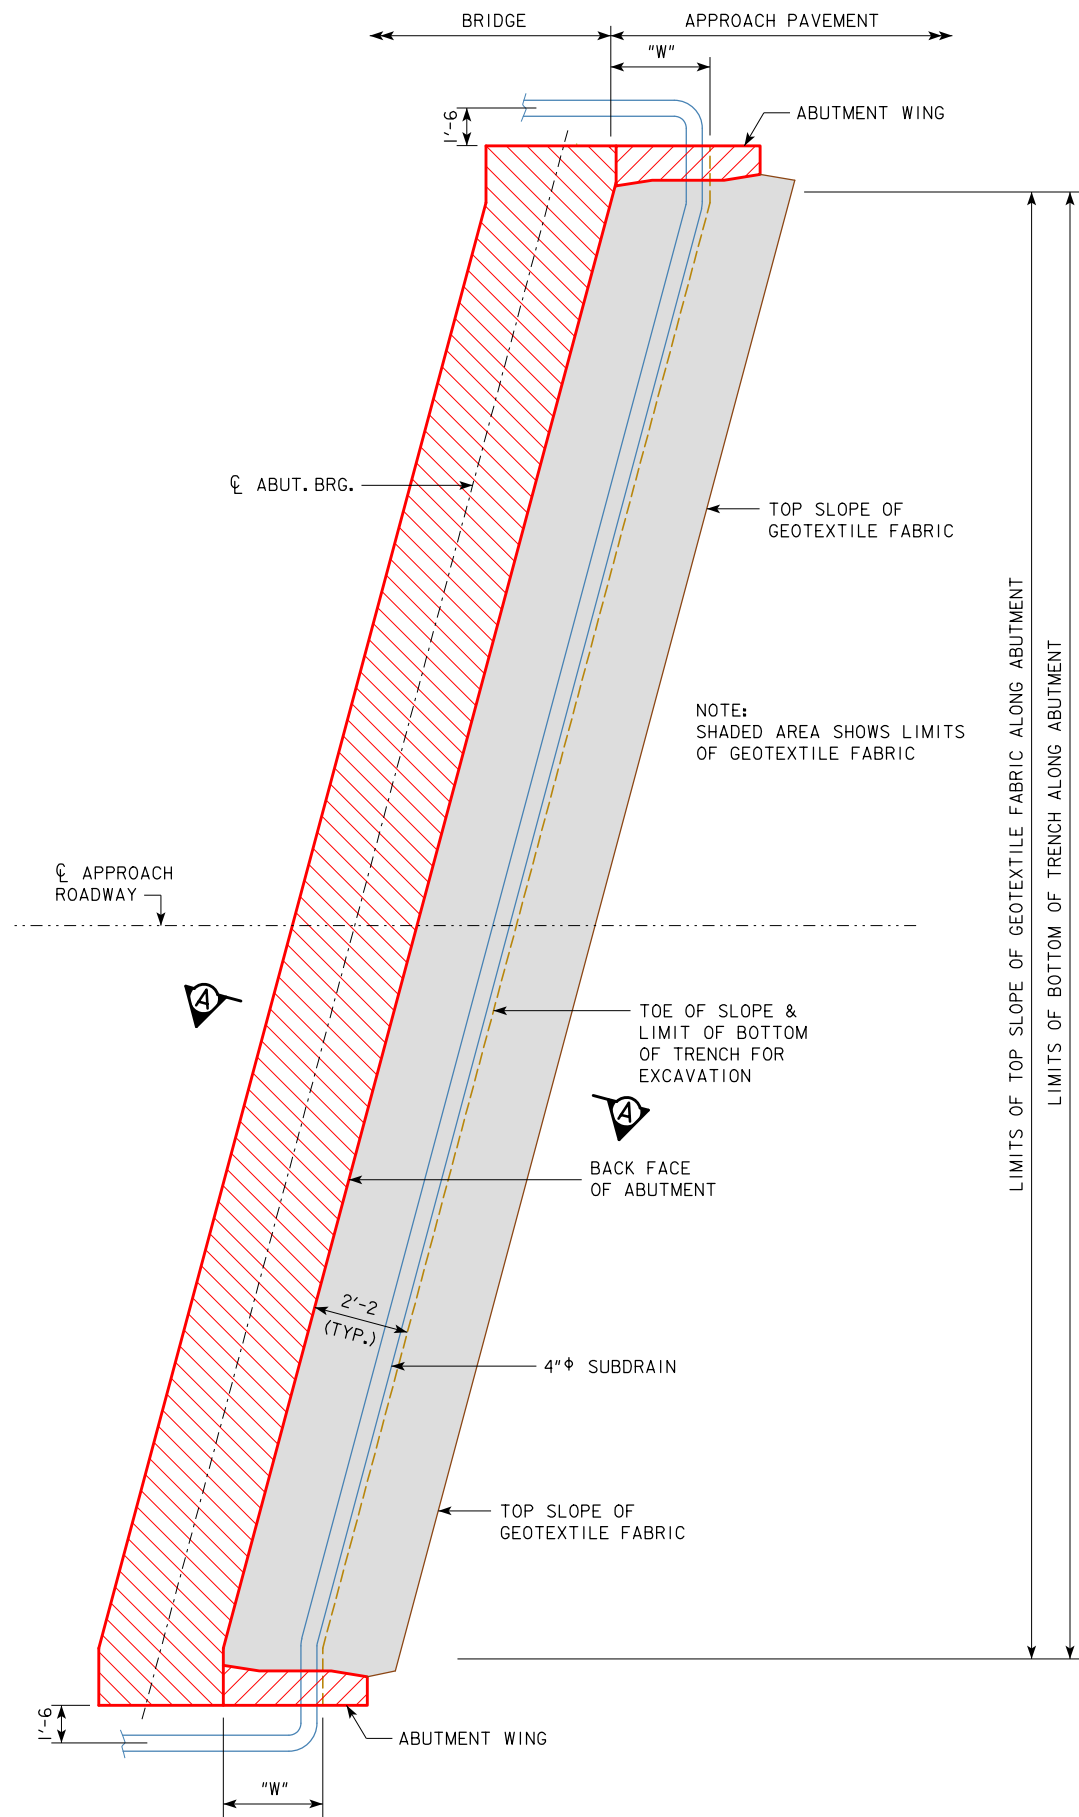 BRIDGE
APPROACH PAVEMENT
"W"
1'-6
ABUTMENT WING
℄ ABUT. BRG.
TOP SLOPE OF
GEOTEXTILE FABRIC
NOTE:
SHADED AREA SHOWS LIMITS
OF GEOTEXTILE FABRIC
LIMITS OF TOP SLOPE OF GEOTEXTILE FABRIC ALONG ABUTMENT
LIMITS OF BOTTOM OF TRENCH ALONG ABUTMENT
℄ APPROACH
ROADWAY
A
TOE OF SLOPE &
LIMIT OF BOTTOM
OF TRENCH FOR
EXCAVATION
A
BACK FACE
OF ABUTMENT
2'-2
(TYP.)
4"ϕ SUBDRAIN
TOP SLOPE OF
GEOTEXTILE FABRIC
1'-6
ABUTMENT WING
"W"